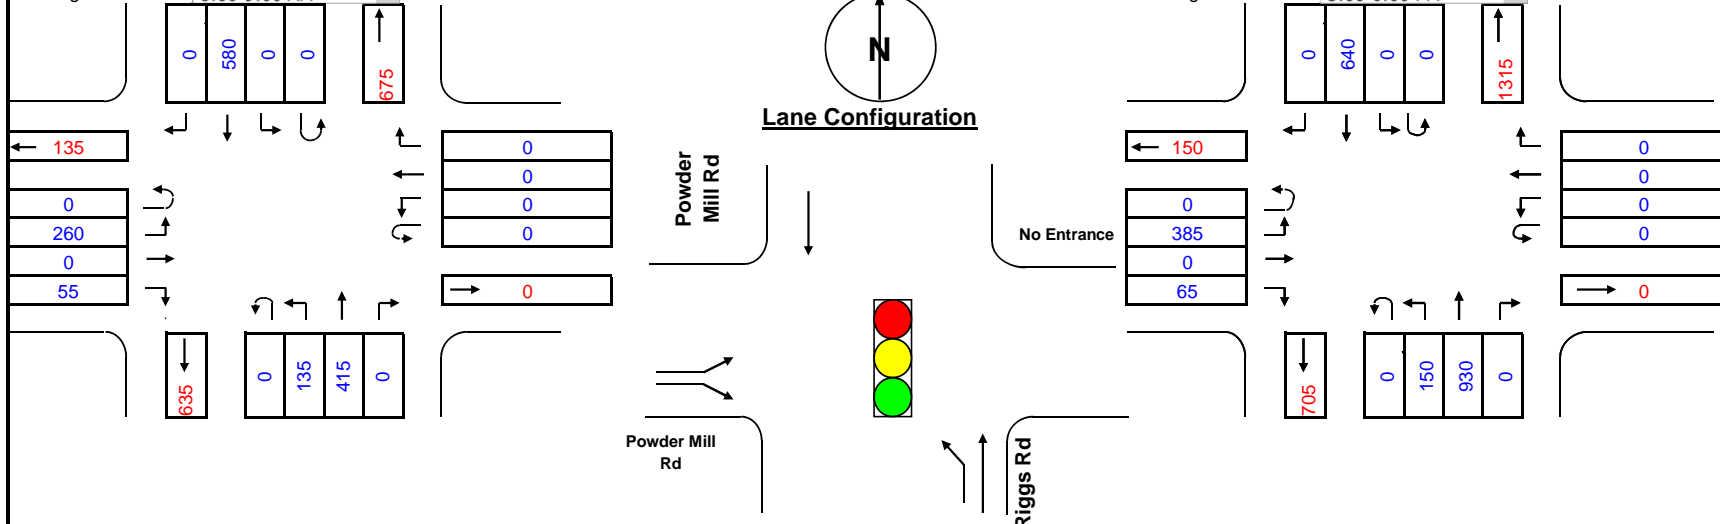 0 580 0 0 675
N
0 640 0 0 1315
Lane Configuration
135
0
0
0
0
0
260
0
55
0
Powder
Mill Rd
No Entrance
150
0
385
0
65
0
0
0
0
0
635
0 135 415 0
Powder Mill
Rd
Riggs Rd
705
0 150 930 0